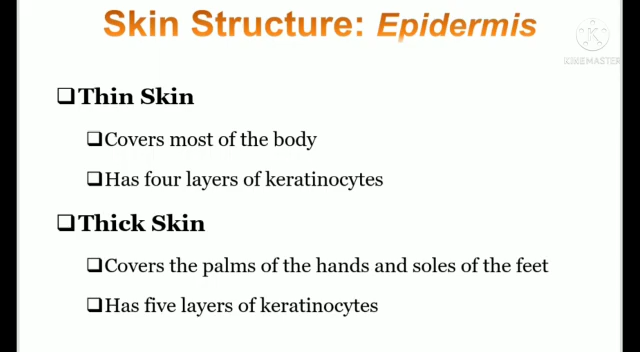 Skin Structure: Epidermis
KIKEMASTER
❑Thin Skin
❑Covers most of the body
❑Has four layers of keratinocytes
❑Thick Skin
❑Covers the palms of the hands and soles of the feet
❑Has five layers of keratinocytes